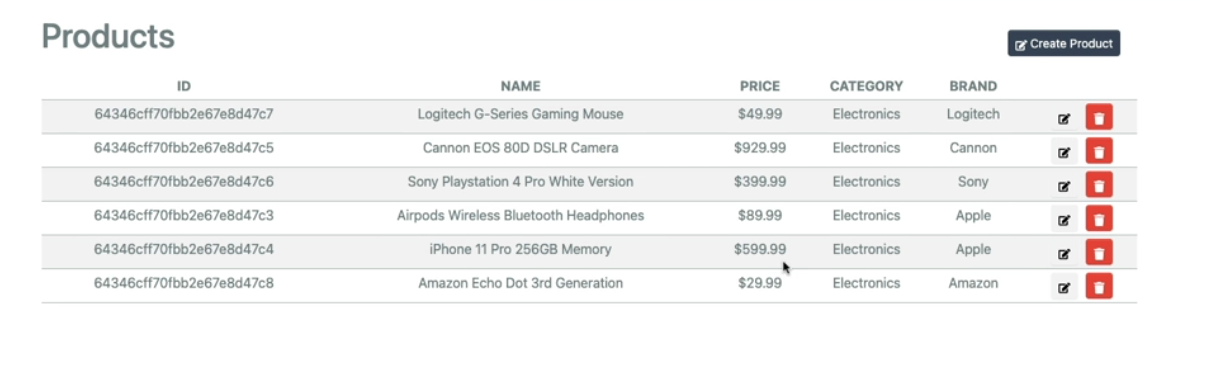 Products
Create Product
ID NAME PRICE CATEGORY BRAND
64346cff70fbb2e67e8d47c7 Logitech G-Series Gaming Mouse $49.99 Electronics Logitech
64346cff70fbb2e67e8d47c5 Cannon EOS 80D DSLR Camera $929.99 Electronics Cannon
64346cff70fbb2e67e8d47c6 Sony Playstation 4 Pro White Version $399.99 Electronics Sony
64346cff70fbb2e67e8d47c3 Airpods Wireless Bluetooth Headphones $89.99 Electronics Apple
64346cff70fbb2e67e8d47c4 iPhone 11 Pro 256GB Memory $599.99 Electronics Apple
64346cff70fbb2e67e8d47c8 Amazon Echo Dot 3rd Generation $29.99 Electronics Amazon